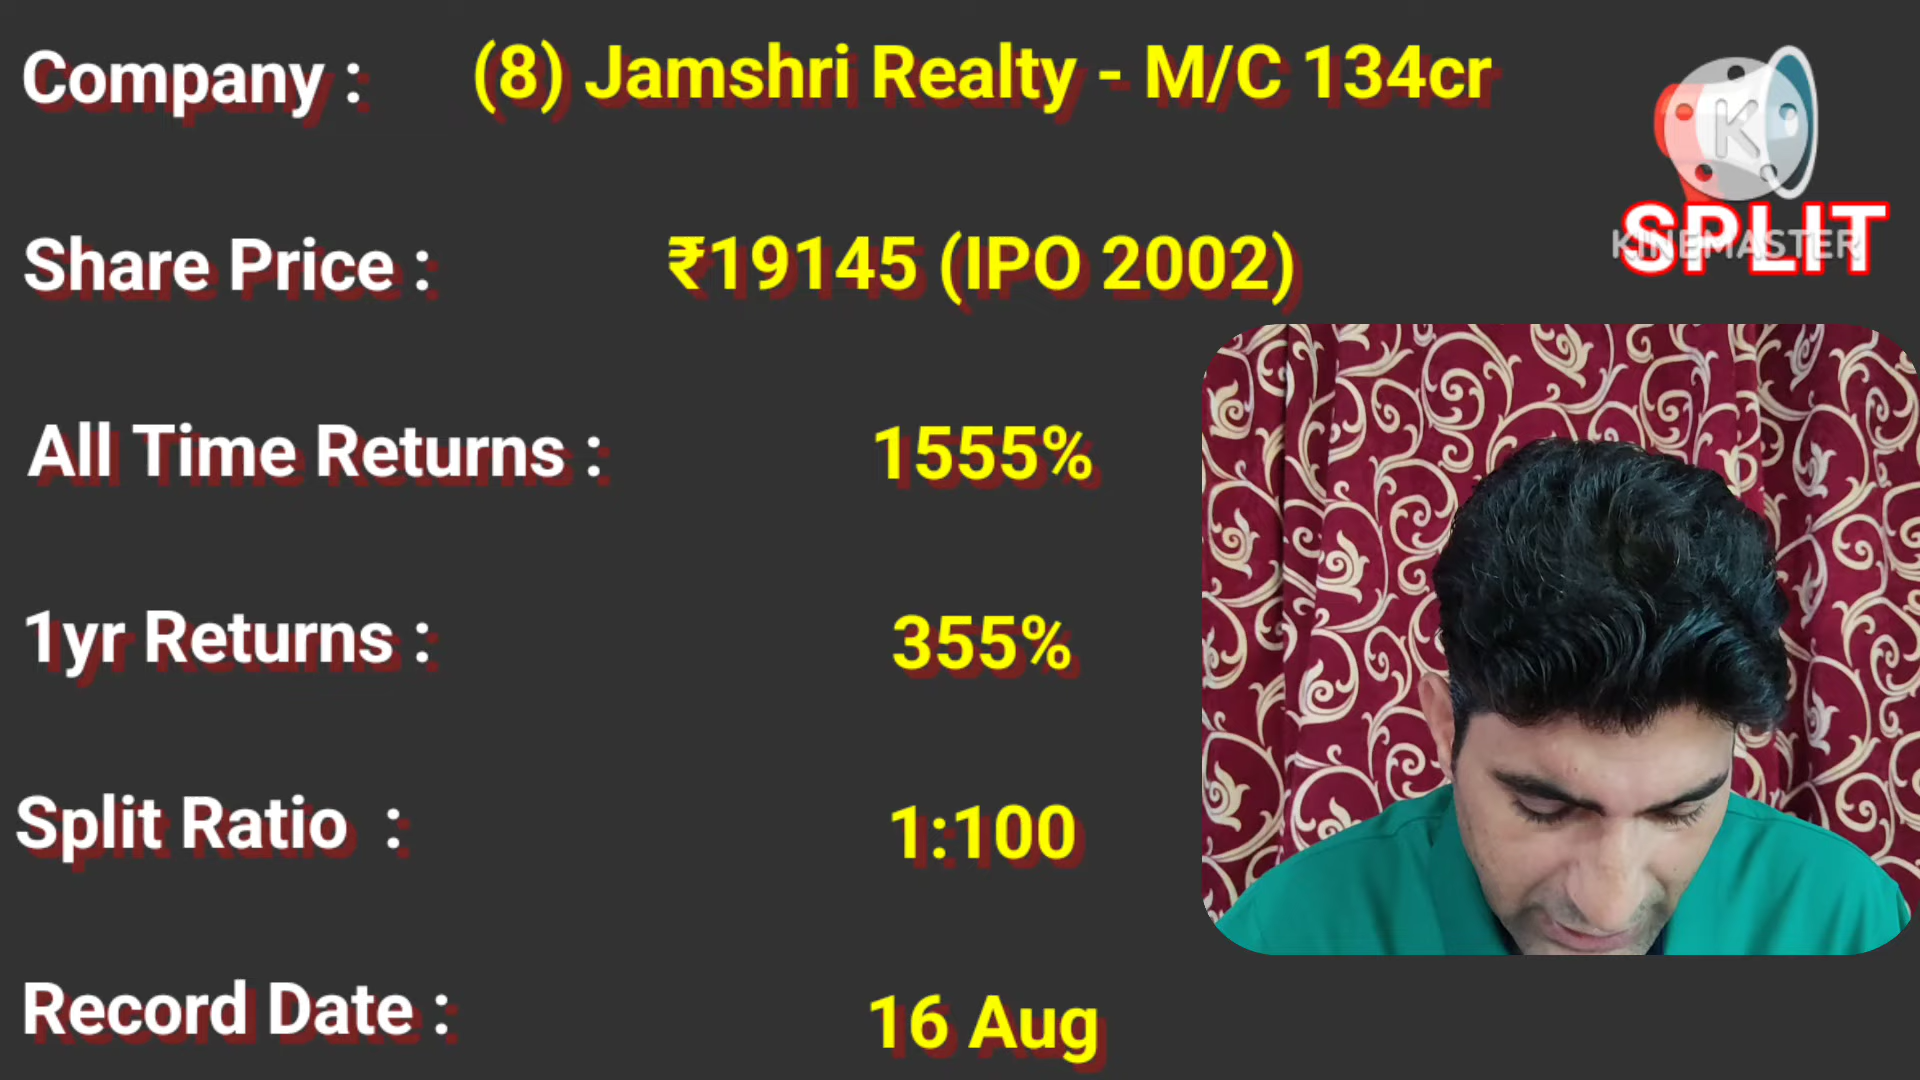 Company : (8) Jamshri Realty - M/C 134cr
K
SPLIT
KINEMASTER
Share Price : ₹19145 (IPO 2002)
All Time Returns : 1555%
1yr Returns : 355%
Split Ratio : 1:100
Record Date : 16 Aug